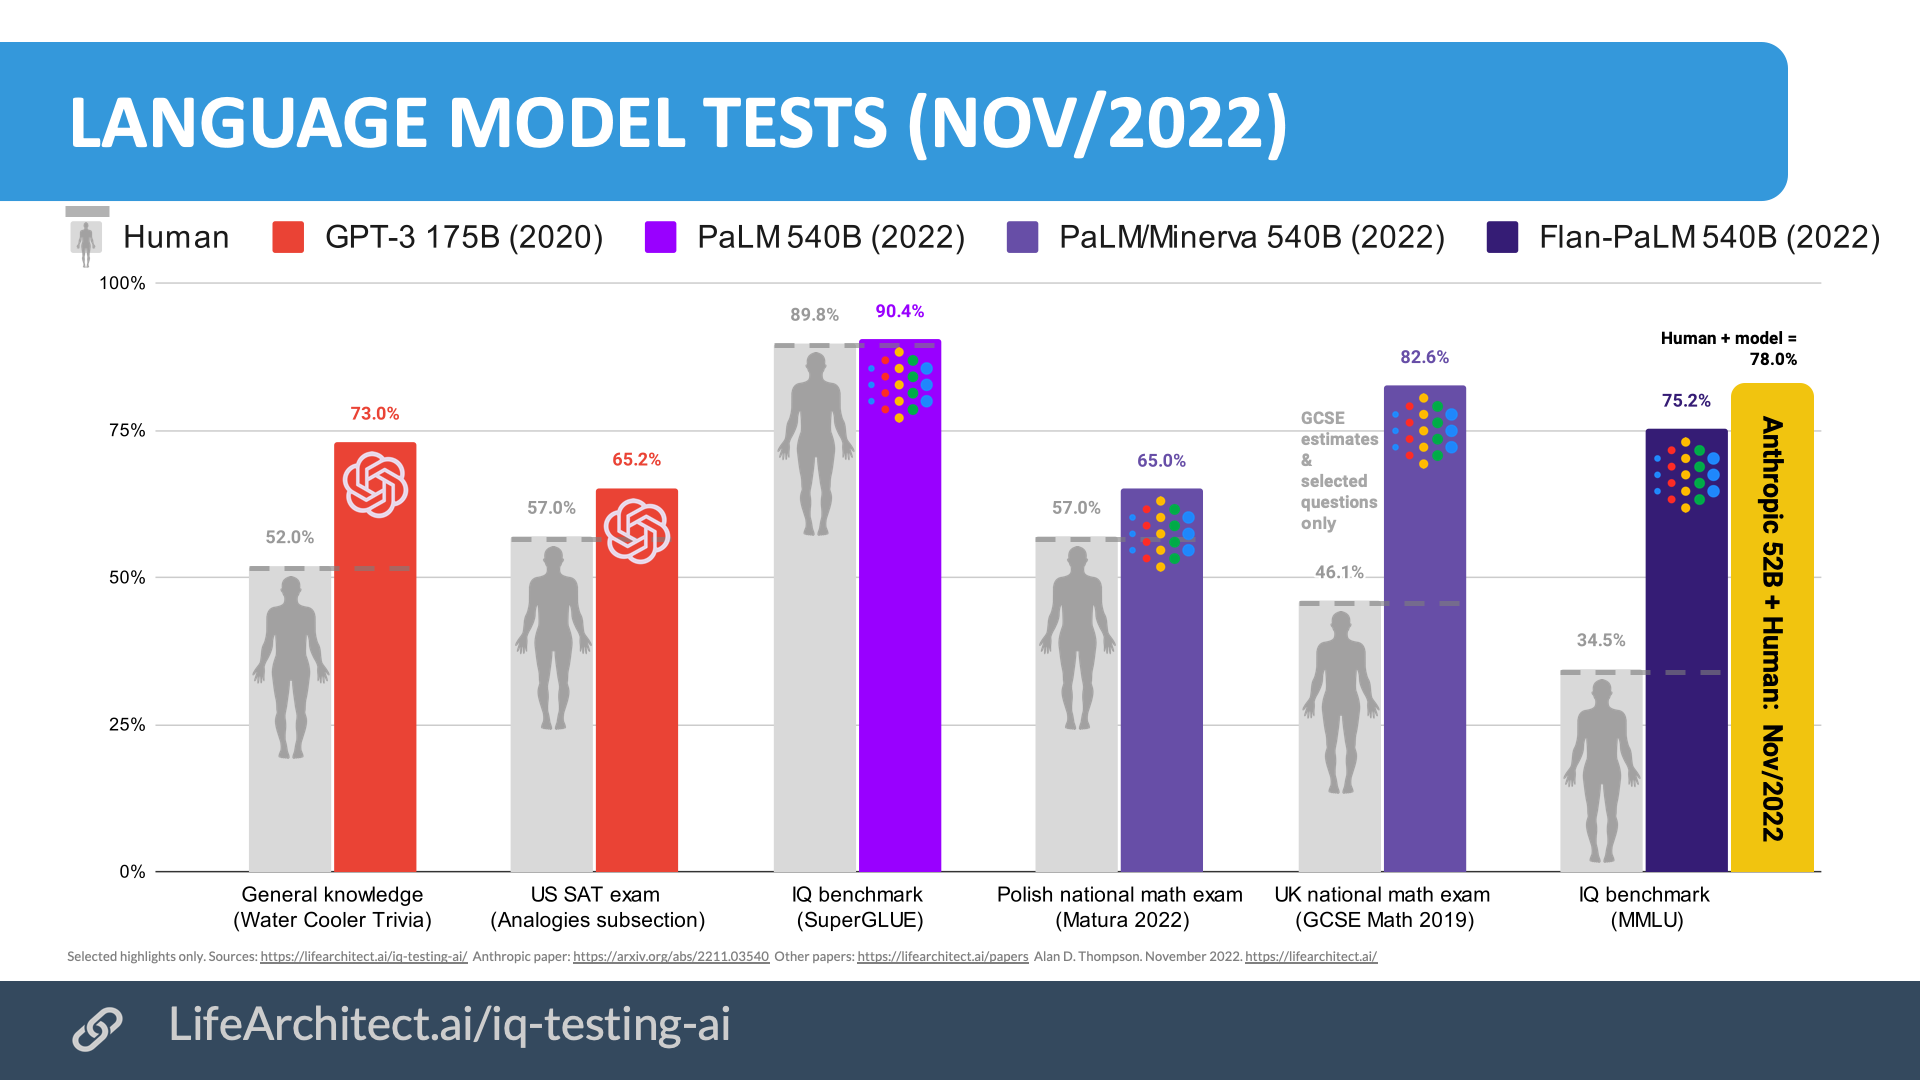 LANGUAGE MODEL TESTS (NOV/2022)
Human GPT-3 175B (2020) PaLM 540B (2022) PaLM/Minerva 540B (2022) Flan-PaLM 540B (2022)
100%
75%
50%
25%
0%
52.0%
73.0%
57.0%
65.2%
89.8%
90.4%
57.0%
65.0%
GCSE
estimates
&
selected
questions
only
46.1%
82.6%
34.5%
75.2%
Human + model =
78.0%
Anthropic 52B + Human: Nov/2022
General knowledge
(Water Cooler Trivia)
US SAT exam
(Analogies subsection)
IQ benchmark
(SuperGLUE)
Polish national math exam
(Matura 2022)
UK national math exam
(GCSE Math 2019)
IQ benchmark
(MMLU)
Selected highlights only. Sources: https://lifearchitect.ai/iq-testing-ai/ Anthropic paper: https://arxiv.org/abs/2211.03540 Other papers: https://lifearchitect.ai/papers Alan D. Thompson. November 2022. https://lifearchitect.ai/
LifeArchitect.ai/iq-testing-ai